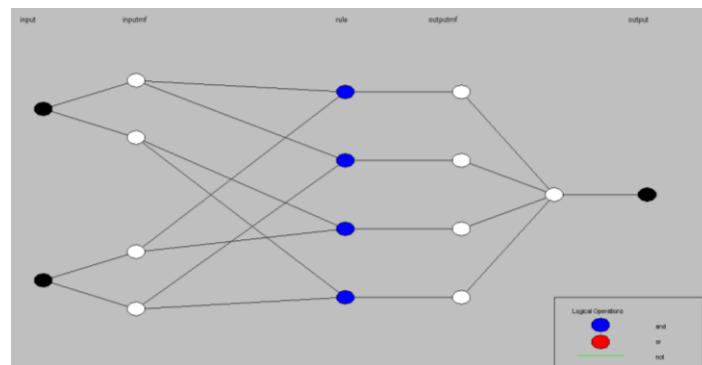 input inputmf rule outputmf output
Logical Operations
and
or
not